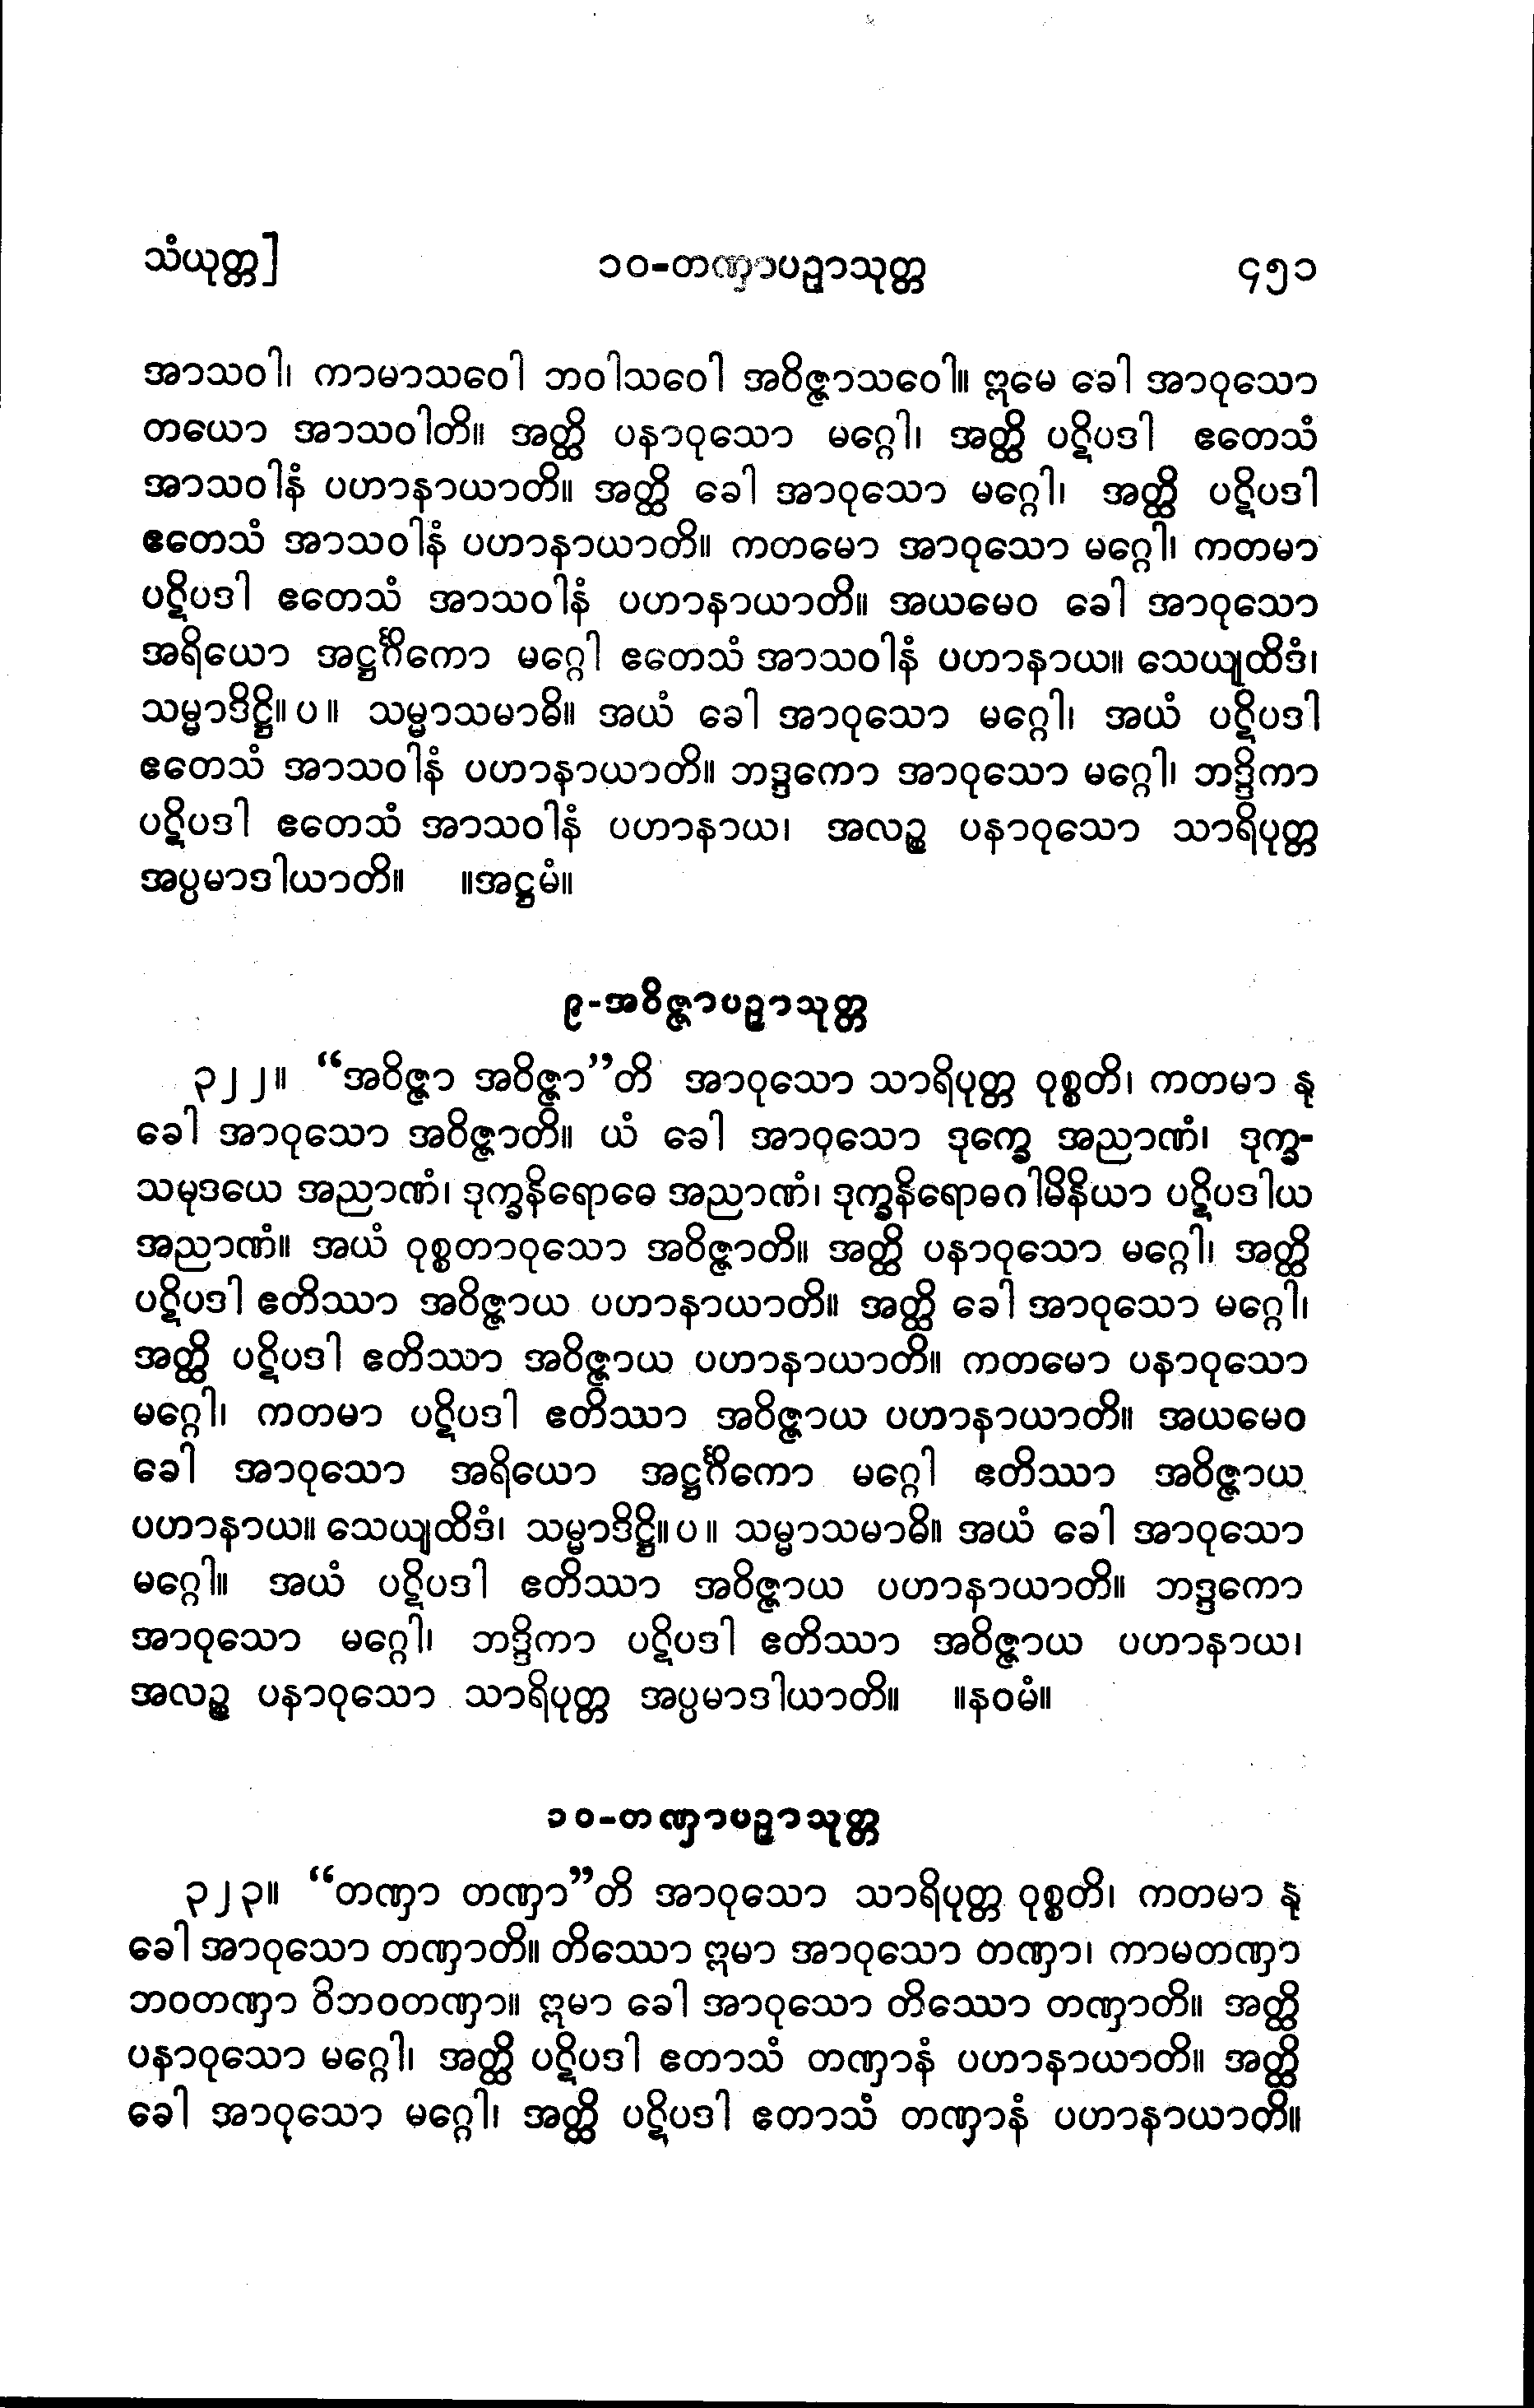 သံယုတ္တ] ၁၀-တဏှာပဉှာသုတ္တ ၄၅၁
အာသဝါ၊ ကာမာသဝေါ ဘဝါသဝေါ အဝိဇ္ဇာသဝေါ။ ဣမေ ခေါ အာဝုသော
တယော အာသဝါတိ။ အတ္ထိ ပနာဝုသော မဂ္ဂေါ၊ အတ္ထိ ပဋိပဒါ ဧတေသံ
အာသဝါနံ ပဟာနာယာတိ။ အတ္ထိ ခေါ အာဝုသော မဂ္ဂေါ၊ အတ္ထိ ပဋိပဒါ
ဧတေသံ အာသဝါနံ ပဟာနာယာတိ။ ကတမော အာဝုသော မဂ္ဂေါ၊ ကတမာ
ပဋိပဒါ ဧတေသံ အာသဝါနံ ပဟာနာယာတိ။ အယမေဝ ခေါ အာဝုသော
အရိယော အဋ္ဌင်္ဂိကော မဂ္ဂေါ ဧတေသံ အာသဝါနံ ပဟာနာယ။ သေယျထိဒံ၊
သမ္မာဒိဋ္ဌိ။ပ။ သမ္မာသမာဓိ။ အယံ ခေါ အာဝုသော မဂ္ဂေါ၊ အယံ ပဋိပဒါ
ဧတေသံ အာသဝါနံ ပဟာနာယာတိ။ ဘဒ္ဒကော အာဝုသော မဂ္ဂေါ၊ ဘဒ္ဒိကာ
ပဋိပဒါ ဧတေသံ အာသဝါနံ ပဟာနာယ၊ အလဉ္စ ပနာဝုသော သာရိပုတ္တ
အပ္ပမာဒါယာတိ။ ။အဋ္ဌမံ။
၉-အဝိဇ္ဇာပဉှာသုတ္တ
၃၂၂။ “အဝိဇ္ဇာ အဝိဇ္ဇာ”တိ အာဝုသော သာရိပုတ္တ ဝုစ္စတိ၊ ကတမာ နု
ခေါ အာဝုသော အဝိဇ္ဇာတိ။ ယံ ခေါ အာဝုသော ဒုက္ခေ အညာဏံ၊ ဒုက္ခ-
သမုဒယေ အညာဏံ၊ ဒုက္ခနိရောဓေ အညာဏံ၊ ဒုက္ခနိရောဓဂါမိနိယာ ပဋိပဒါယ
အညာဏံ။ အယံ ဝုစ္စတာဝုသော အဝိဇ္ဇာတိ။ အတ္ထိ ပနာဝုသော မဂ္ဂေါ၊ အတ္ထိ
ပဋိပဒါ ဧတိဿာ အဝိဇ္ဇာယ ပဟာနာယာတိ။ အတ္ထိ ခေါ အာဝုသော မဂ္ဂေါ၊
အတ္ထိ ပဋိပဒါ ဧတိဿာ အဝိဇ္ဇာယ ပဟာနာယာတိ။ ကတမော ပနာဝုသော
မဂ္ဂေါ၊ ကတမာ ပဋိပဒါ ဧတိဿာ အဝိဇ္ဇာယ ပဟာနာယာတိ။ အယမေဝ
ခေါ အာဝုသော အရိယော အဋ္ဌင်္ဂိကော မဂ္ဂေါ ဧတိဿာ အဝိဇ္ဇာယ
ပဟာနာယ။ သေယျထိဒံ၊ သမ္မာဒိဋ္ဌိ။ပ။ သမ္မာသမာဓိ။ အယံ ခေါ အာဝုသော
မဂ္ဂေါ။ အယံ ပဋိပဒါ ဧတိဿာ အဝိဇ္ဇာယ ပဟာနာယာတိ။ ဘဒ္ဒကော
အာဝုသော မဂ္ဂေါ၊ ဘဒ္ဒိကာ ပဋိပဒါ ဧတိဿာ အဝိဇ္ဇာယ ပဟာနာယ၊
အလဉ္စ ပနာဝုသော သာရိပုတ္တ အပ္ပမာဒါယာတိ။ ။နဝမံ။
၁၀-တဏှာပဉှာသုတ္တ
၃၂၃။ “တဏှာ တဏှာ”တိ အာဝုသော သာရိပုတ္တ ဝုစ္စတိ၊ ကတမာ နု
ခေါ အာဝုသော တဏှာတိ။ တိဿော ဣမာ အာဝုသော တဏှာ၊ ကာမတဏှာ
ဘဝတဏှာ ဝိဘဝတဏှာ။ ဣမာ ခေါ အာဝုသော တိဿော တဏှာတိ။ အတ္ထိ
ပနာဝုသော မဂ္ဂေါ၊ အတ္ထိ ပဋိပဒါ ဧတာသံ တဏှာနံ ပဟာနာယာတိ။ အတ္ထိ
ခေါ အာဝုသော မဂ္ဂေါ၊ အတ္ထိ ပဋိပဒါ ဧတာသံ တဏှာနံ ပဟာနာယာတိ။